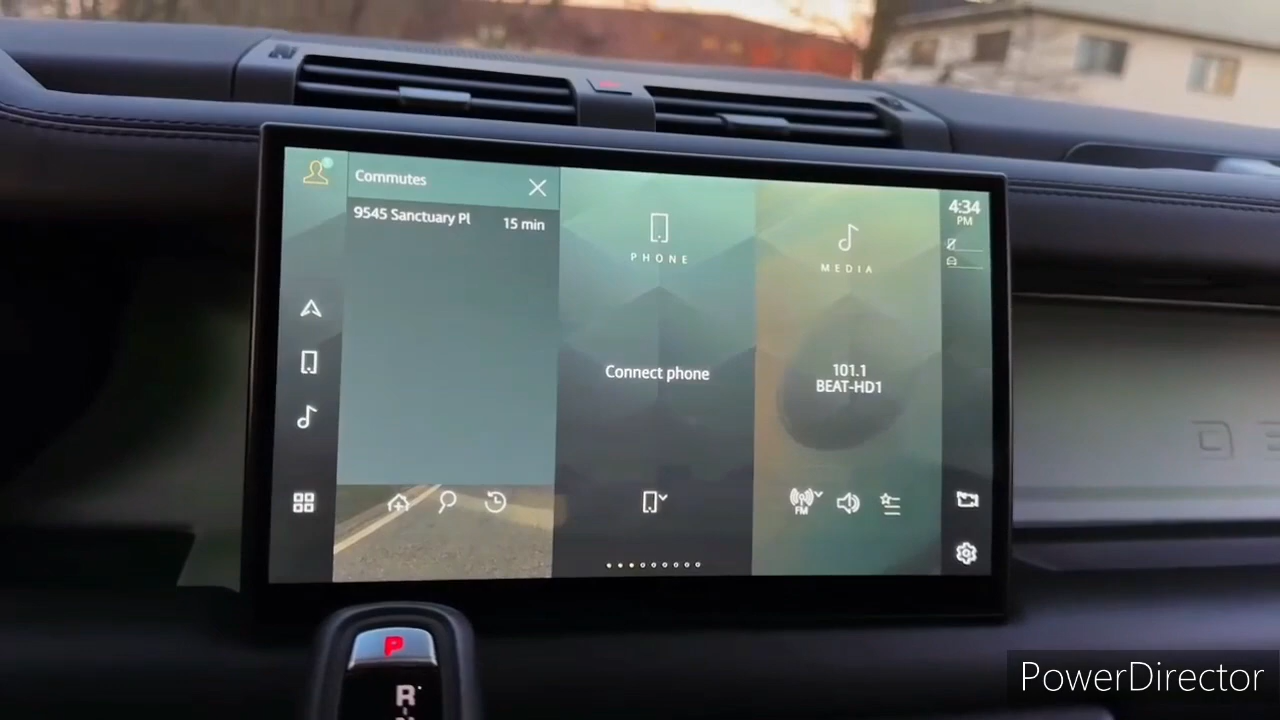 Commutes
9545 Sanctuary Pl
15 min
PHONE
Connect phone
MEDIA
101.1
BEAT-HD1
FM
4:34
PM
P
R
PowerDirector